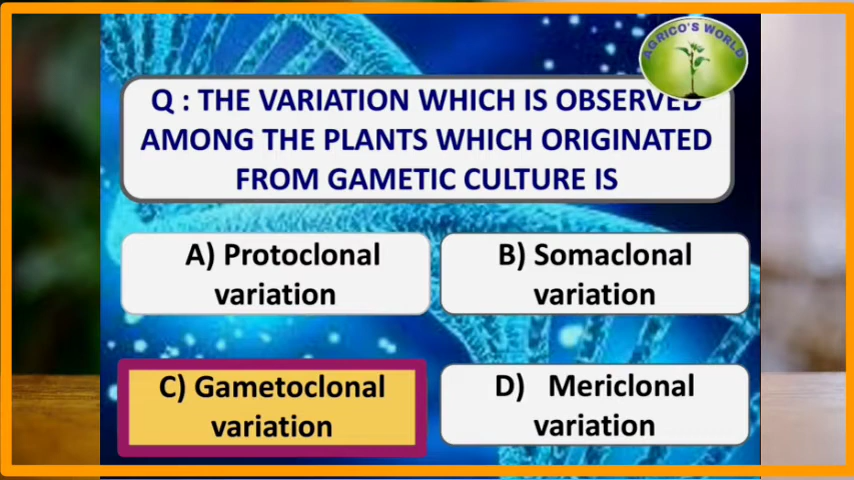 AGRICO'S WORLD
Q : THE VARIATION WHICH IS OBSERVED
AMONG THE PLANTS WHICH ORIGINATED
FROM GAMETIC CULTURE IS
A) Protoclonal
variation
B) Somaclonal
variation
C) Gametoclonal
variation
D) Mericlonal
variation